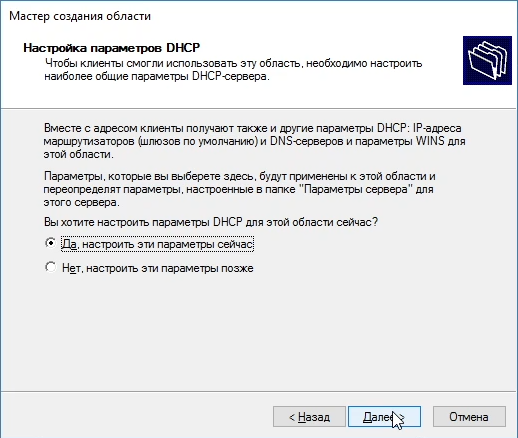 Мастер создания области
Настройка параметров DHCP
Чтобы клиенты смогли использовать эту область, необходимо настроить
наиболее общие параметры DHCP-сервера.
Вместе с адресом клиенты получают также и другие параметры DHCP: IP-адреса
маршрутизаторов (шлюзов по умолчанию) и DNS-серверов и параметры WINS для
этой области.
Параметры, которые вы выберете здесь, будут применены к этой области и
переопределят параметры, настроенные в папке "Параметры сервера" для
этого сервера.
Вы хотите настроить параметры DHCP для этой области сейчас?
Да, настроить эти параметры сейчас
Нет, настроить эти параметры позже
< Назад Далее > Отмена